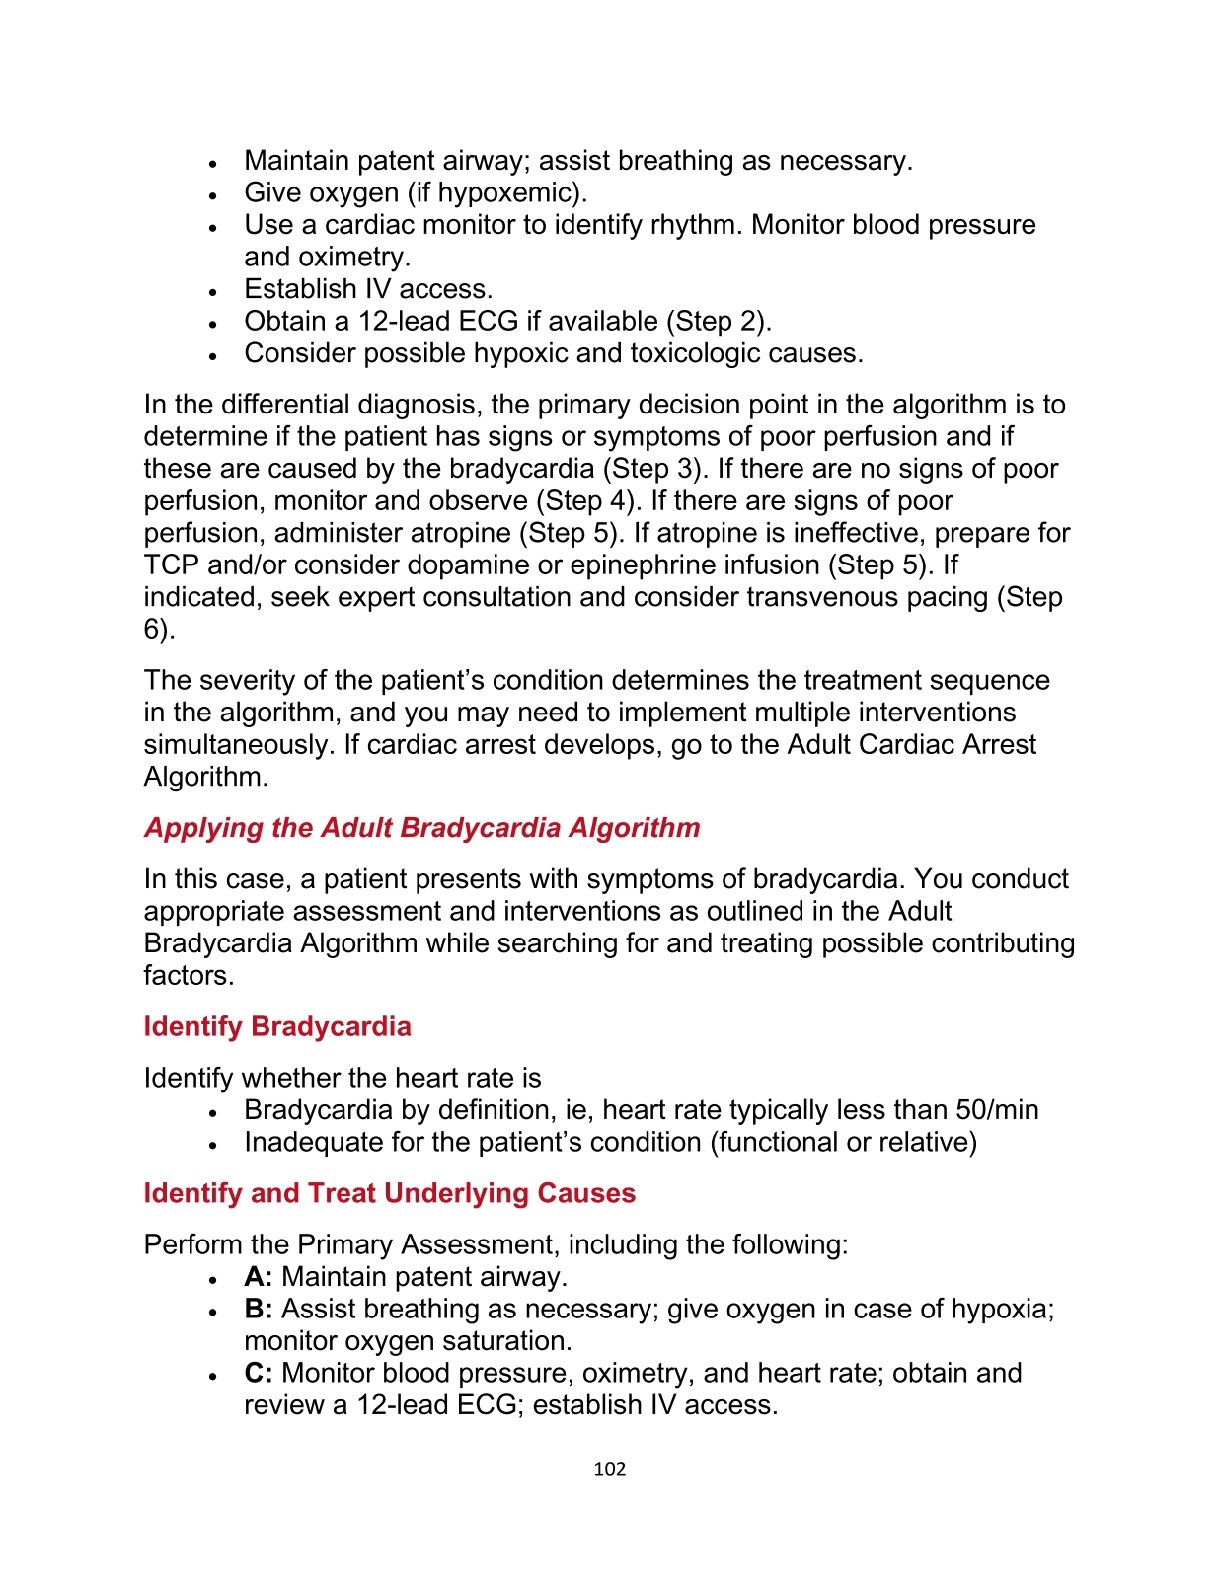 • Maintain patent airway; assist breathing as necessary.
• Give oxygen (if hypoxemic).
• Use a cardiac monitor to identify rhythm. Monitor blood pressure
and oximetry.
• Establish IV access.
• Obtain a 12-lead ECG if available (Step 2).
• Consider possible hypoxic and toxicologic causes.
In the differential diagnosis, the primary decision point in the algorithm is to
determine if the patient has signs or symptoms of poor perfusion and if
these are caused by the bradycardia (Step 3). If there are no signs of poor
perfusion, monitor and observe (Step 4). If there are signs of poor
perfusion, administer atropine (Step 5). If atropine is ineffective, prepare for
TCP and/or consider dopamine or epinephrine infusion (Step 5). If
indicated, seek expert consultation and consider transvenous pacing (Step
6).
The severity of the patient’s condition determines the treatment sequence
in the algorithm, and you may need to implement multiple interventions
simultaneously. If cardiac arrest develops, go to the Adult Cardiac Arrest
Algorithm.
Applying the Adult Bradycardia Algorithm
In this case, a patient presents with symptoms of bradycardia. You conduct
appropriate assessment and interventions as outlined in the Adult
Bradycardia Algorithm while searching for and treating possible contributing
factors.
Identify Bradycardia
Identify whether the heart rate is
• Bradycardia by definition, ie, heart rate typically less than 50/min
• Inadequate for the patient’s condition (functional or relative)
Identify and Treat Underlying Causes
Perform the Primary Assessment, including the following:
• A: Maintain patent airway.
• B: Assist breathing as necessary; give oxygen in case of hypoxia;
monitor oxygen saturation.
• C: Monitor blood pressure, oximetry, and heart rate; obtain and
review a 12-lead ECG; establish IV access.
102